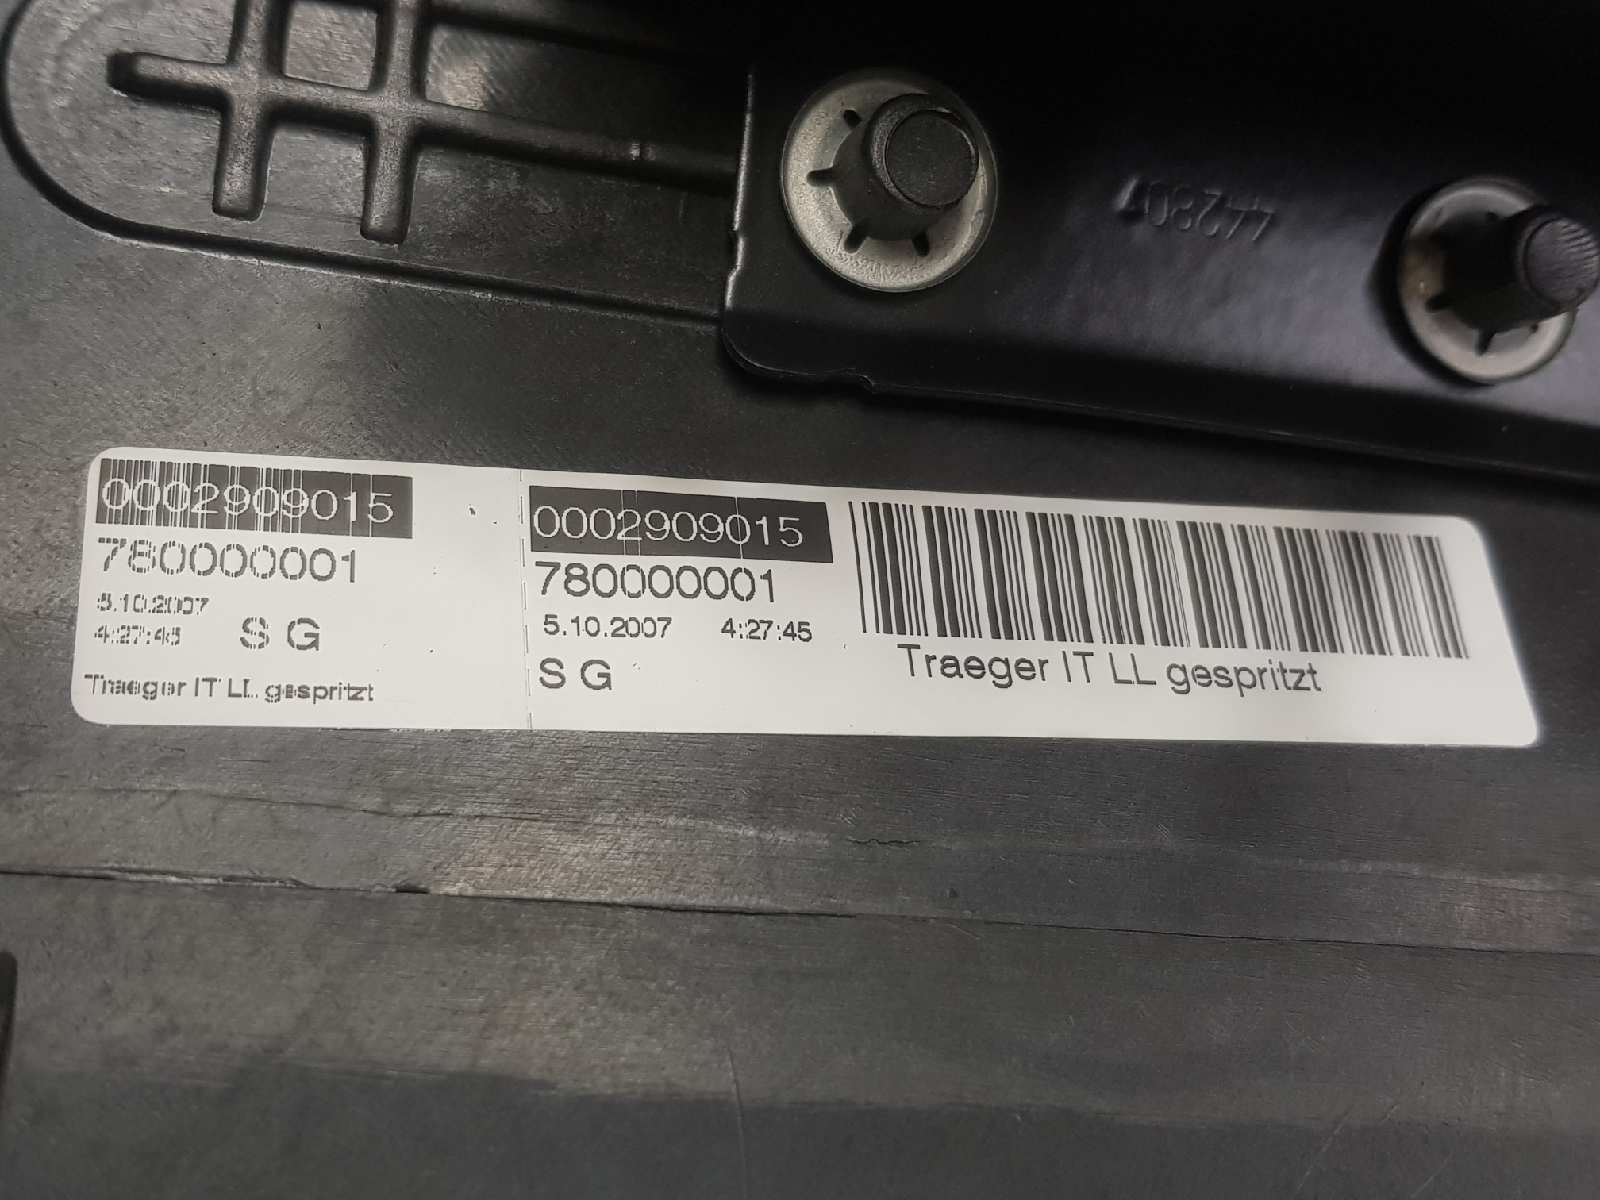 442807
0002909015
780000001
5.10.2007
4:27:45 S G
Traeger IT LL gespritzt
0002909015
780000001
5.10.2007 4:27:45
S G
Traeger IT LL gespritzt